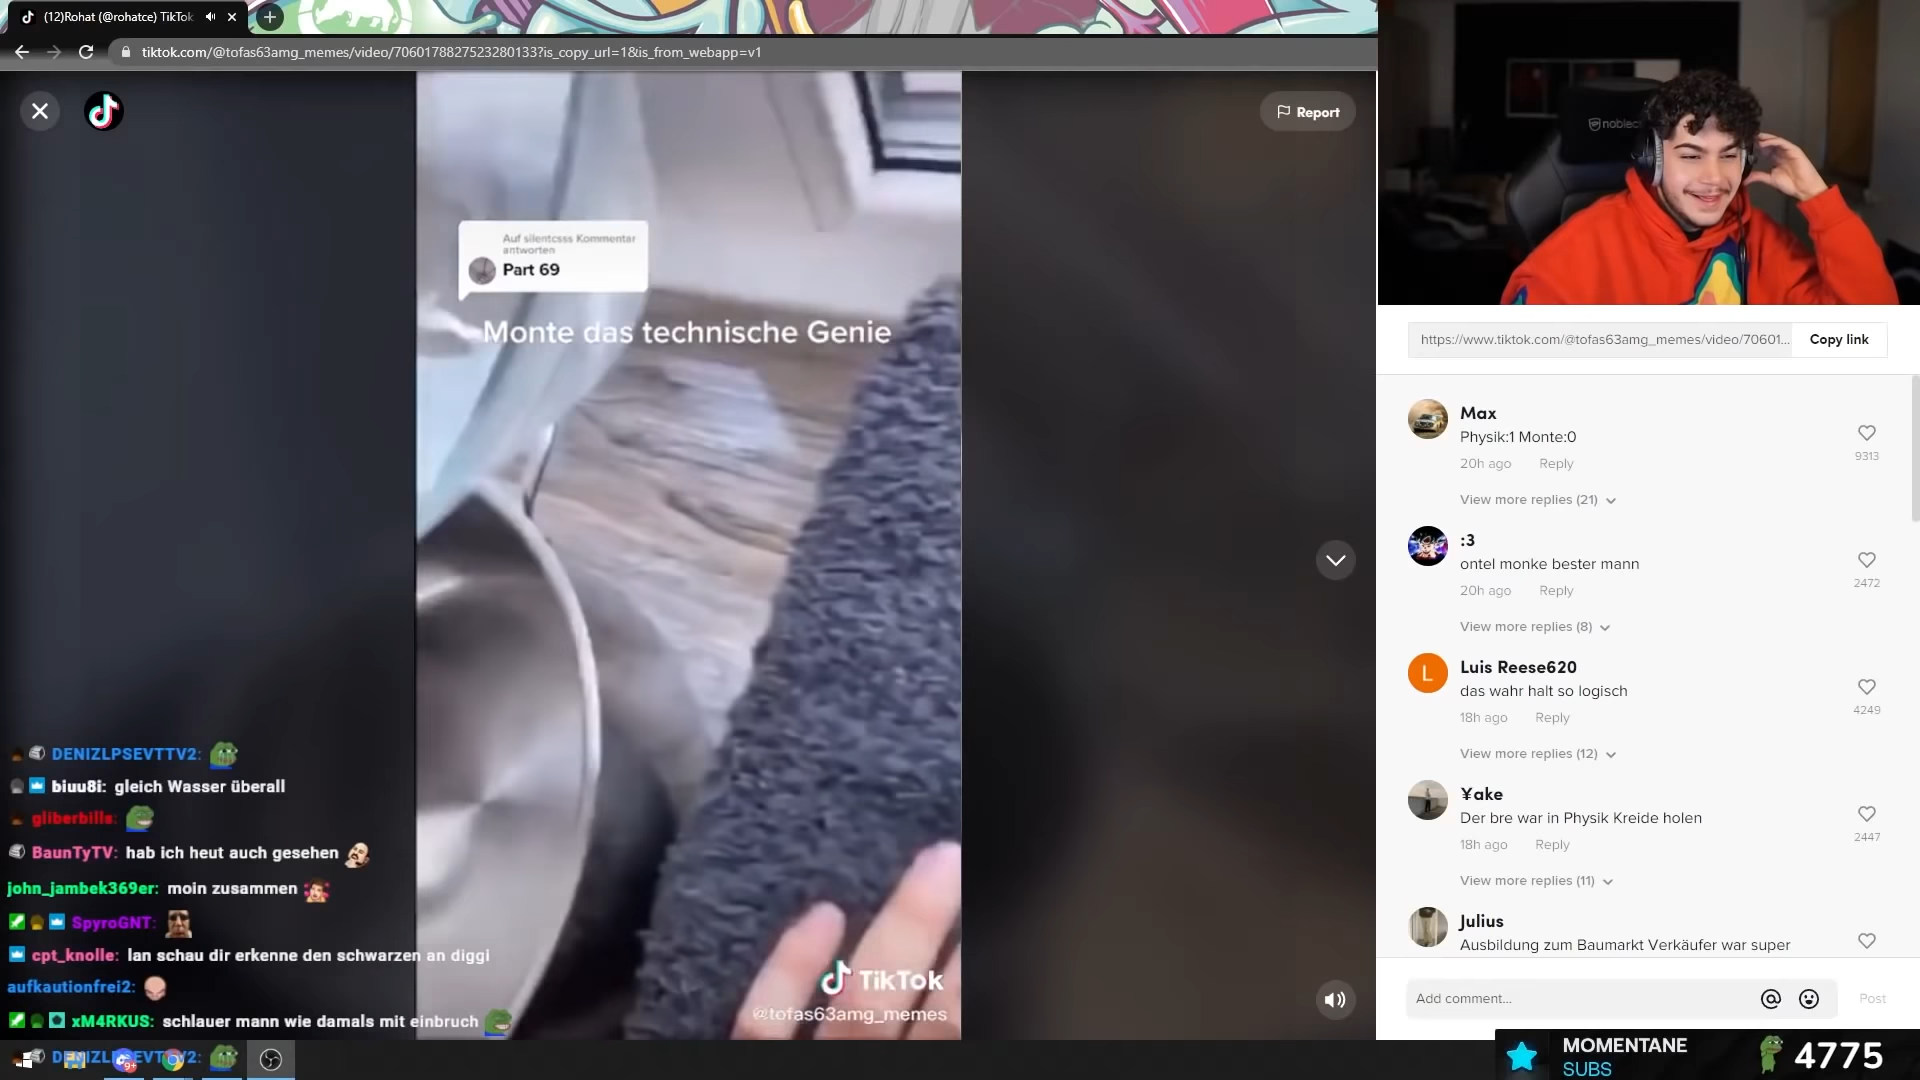 (12)Rohat (@rohatce) TikTok
tiktok.com/@tofas63amg_memes/video/7060178827523280133?is_copy_url=1&is_from_webapp=v1
Report
Auf silentcsss Kommentar
antworten
Part 69
Monte das technische Genie
TikTok
@tofas63amg_memes
DENIZLPSEVTTV2:
biuu8i: gleich Wasser überall
gliberbills:
BaunTyTV: hab ich heut auch gesehen
john_jambek369er: moin zusammen
SpyroGNT:
cpt_knolle: lan schau dir erkenne den schwarzen an diggi
aufkautionfrei2:
xM4RKUS: schlauer mann wie damals mit einbruch
noblec
https://www.tiktok.com/@tofas63amg_memes/video/70601...
Copy link
Max
Physik:1 Monte:0
20h ago Reply
9313
View more replies (21)
:3
ontel monke bester mann
20h ago Reply
2472
View more replies (8)
L
Luis Reese620
das wahr halt so logisch
18h ago Reply
4249
View more replies (12)
¥ake
Der bre war in Physik Kreide holen
18h ago Reply
2447
View more replies (11)
Julius
Ausbildung zum Baumarkt Verkäufer war super
Add comment...
Post
MOMENTANE
SUBS
4775